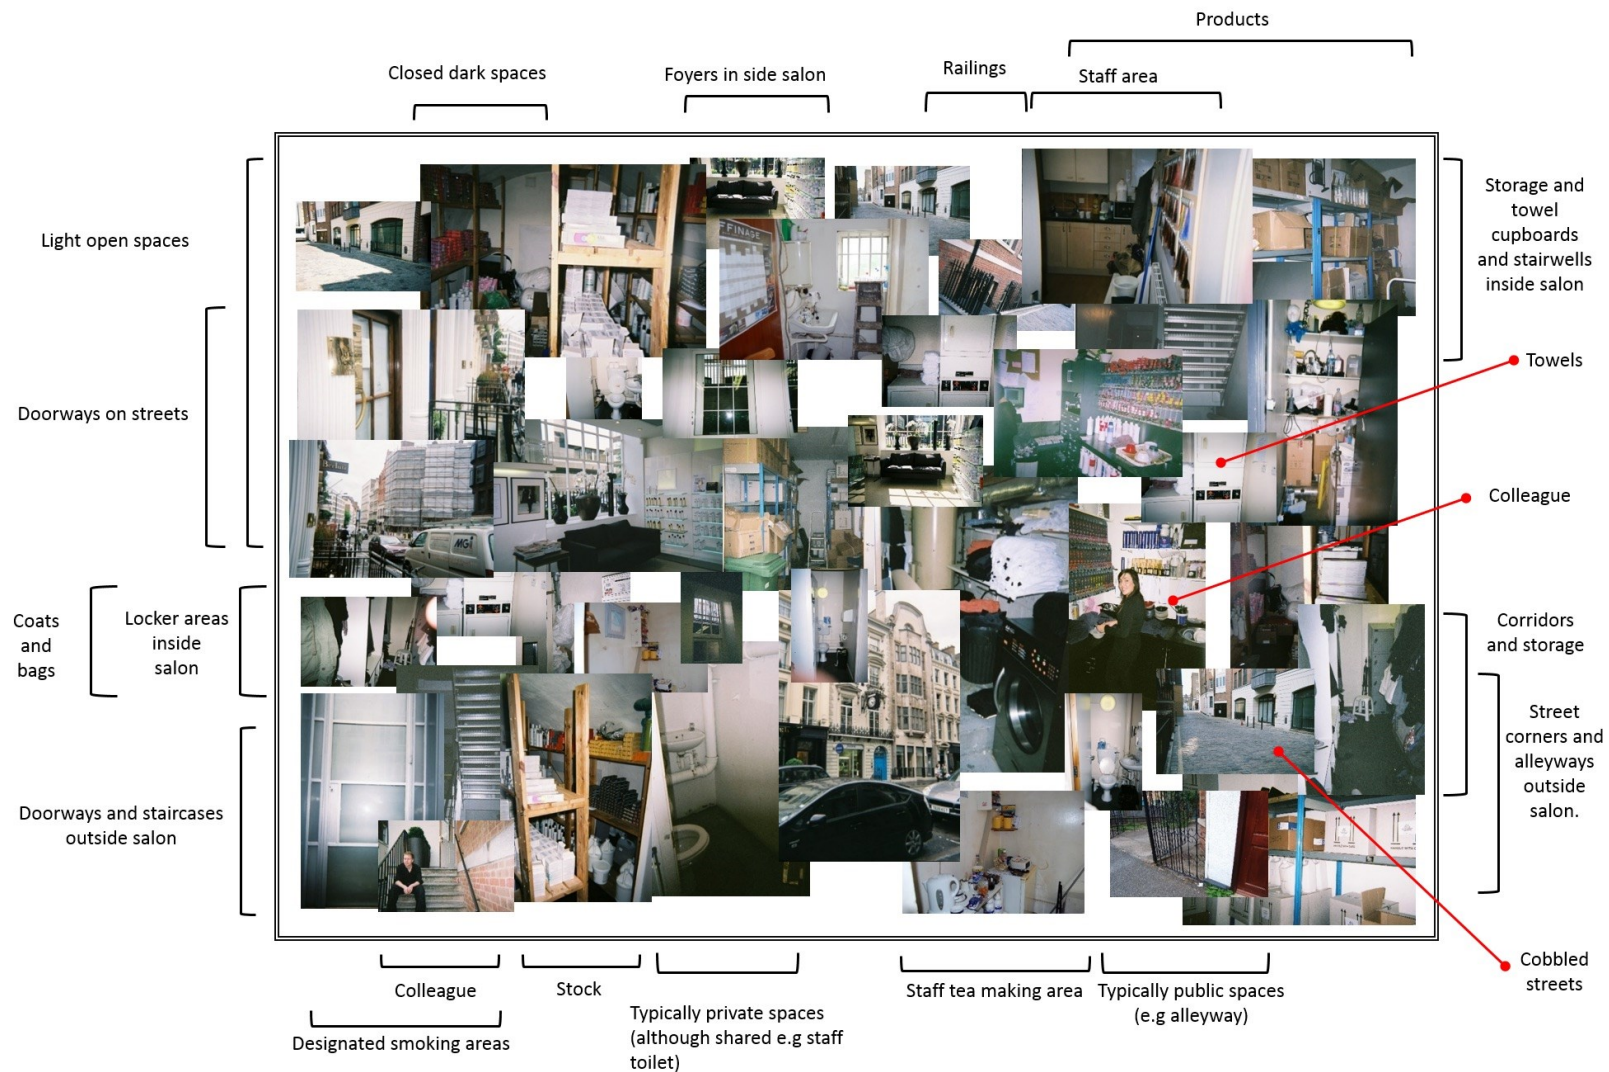 Products
Closed dark spaces
Foyers in side salon
Railings
Staff area
Light open spaces
Storage and
towel
cupboards
and stairwells
inside salon
Towels
Doorways on streets
Colleague
Coats
and
bags
Locker areas
inside
salon
Corridors
and storage
Street
corners and
alleyways
outside
salon.
Doorways and staircases
outside salon
Cobbled
streets
Colleague
Stock
Typically private spaces
(although shared e.g staff
toilet)
Staff tea making area
Typically public spaces
(e.g alleyway)
Designated smoking areas
FFINAGE
MGi